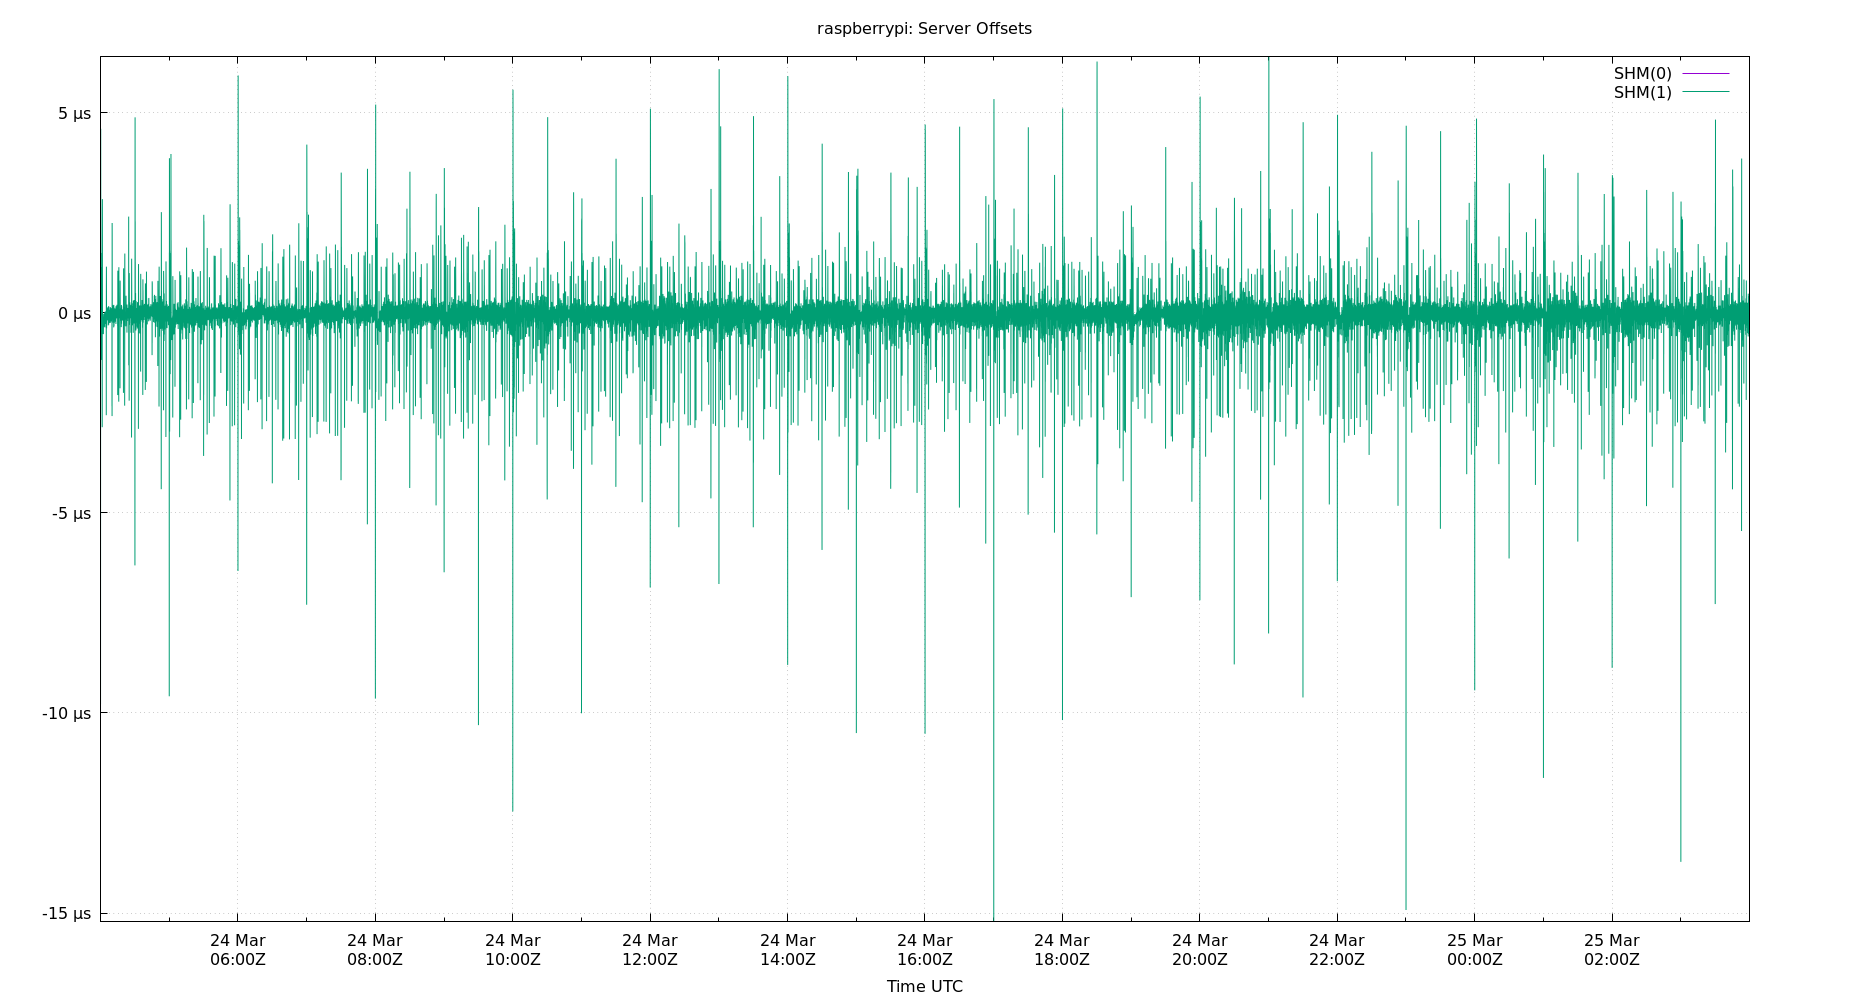 raspberrypi: Server Offsets
SHM(0)
SHM(1)
5 µs
0 µs
-5 µs
-10 µs
-15 µs
24 Mar 24 Mar 24 Mar 24 Mar 24 Mar 24 Mar 24 Mar 24 Mar 24 Mar 25 Mar 25 Mar
06:00Z 08:00Z 10:00Z 12:00Z 14:00Z 16:00Z 18:00Z 20:00Z 22:00Z 00:00Z 02:00Z
Time UTC